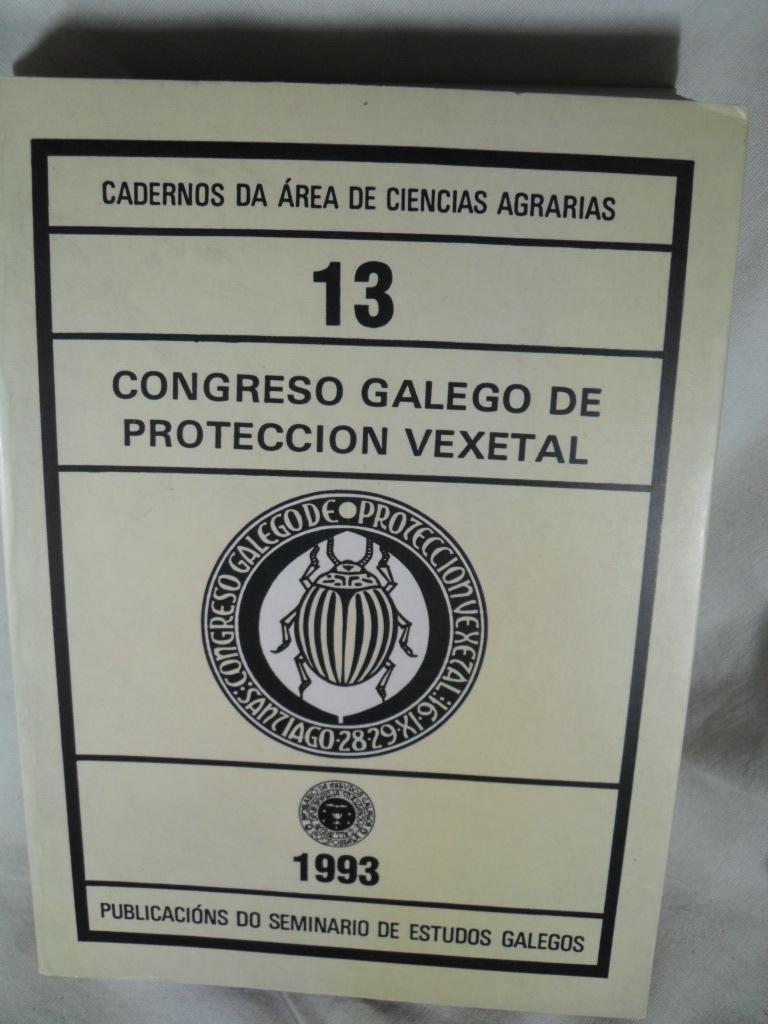 CADERNOS DA ÁREA DE CIENCIAS AGRARIAS
13
CONGRESO GALEGO DE
PROTECCION VEXETAL
CONGRESO GALEGO DE PROTECCION VEXETAL:
SANTIAGO·28·29·XI·91:
1993
PUBLICACIÓNS DO SEMINARIO DE ESTUDOS GALEGOS